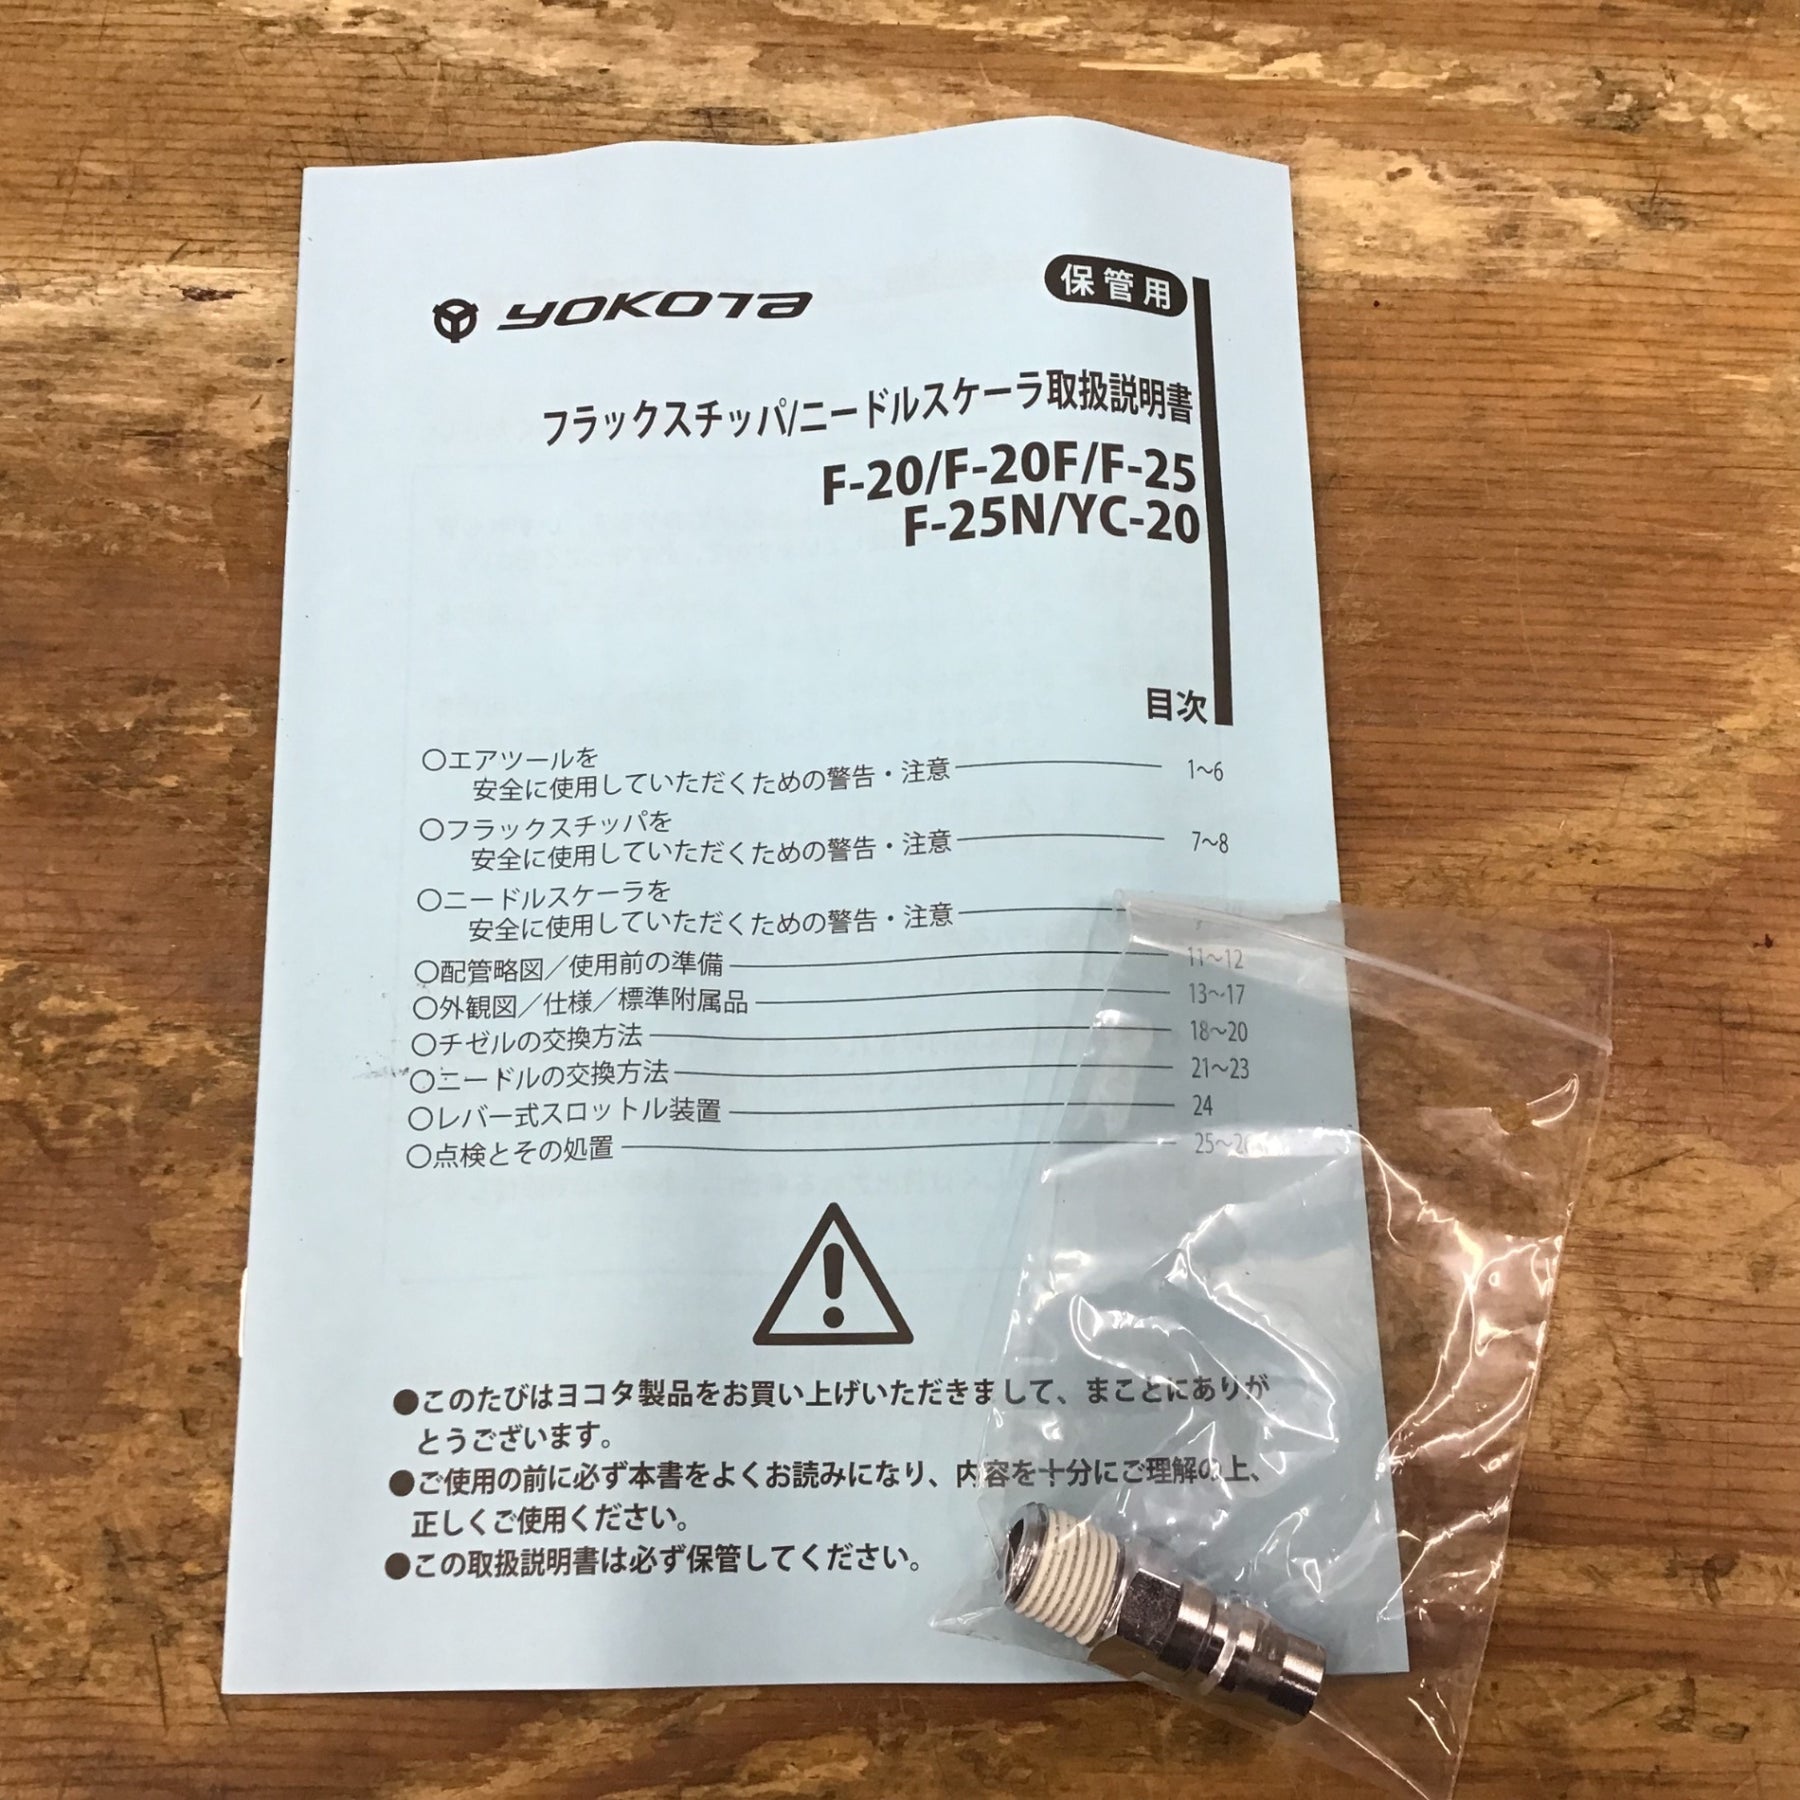 YOKOTA
保管用
フラックスチッパ/ニードルスケーラ取扱説明書
F-20/F-20F/F-25
F-25N/YC-20
目次
○エアツールを
安全に使用していただくための警告・注意 1~6
○フラックスチッパを
安全に使用していただくための警告・注意 7~8
○ニードルスケーラを
安全に使用していただくための警告・注意
○配管略図／使用前の準備 11~12
○外観図／仕様／標準附属品 13~17
○チゼルの交換方法 18~20
○ニードルの交換方法 21~23
○レバー式スロットル装置 24
○点検とその処置 25~26
●このたびはヨコタ製品をお買い上げいただきまして、まことにありが
とうございます。
●ご使用の前に必ず本書をよくお読みになり、内容を十分にご理解の上、
正しくご使用ください。
●この取扱説明書は必ず保管してください。